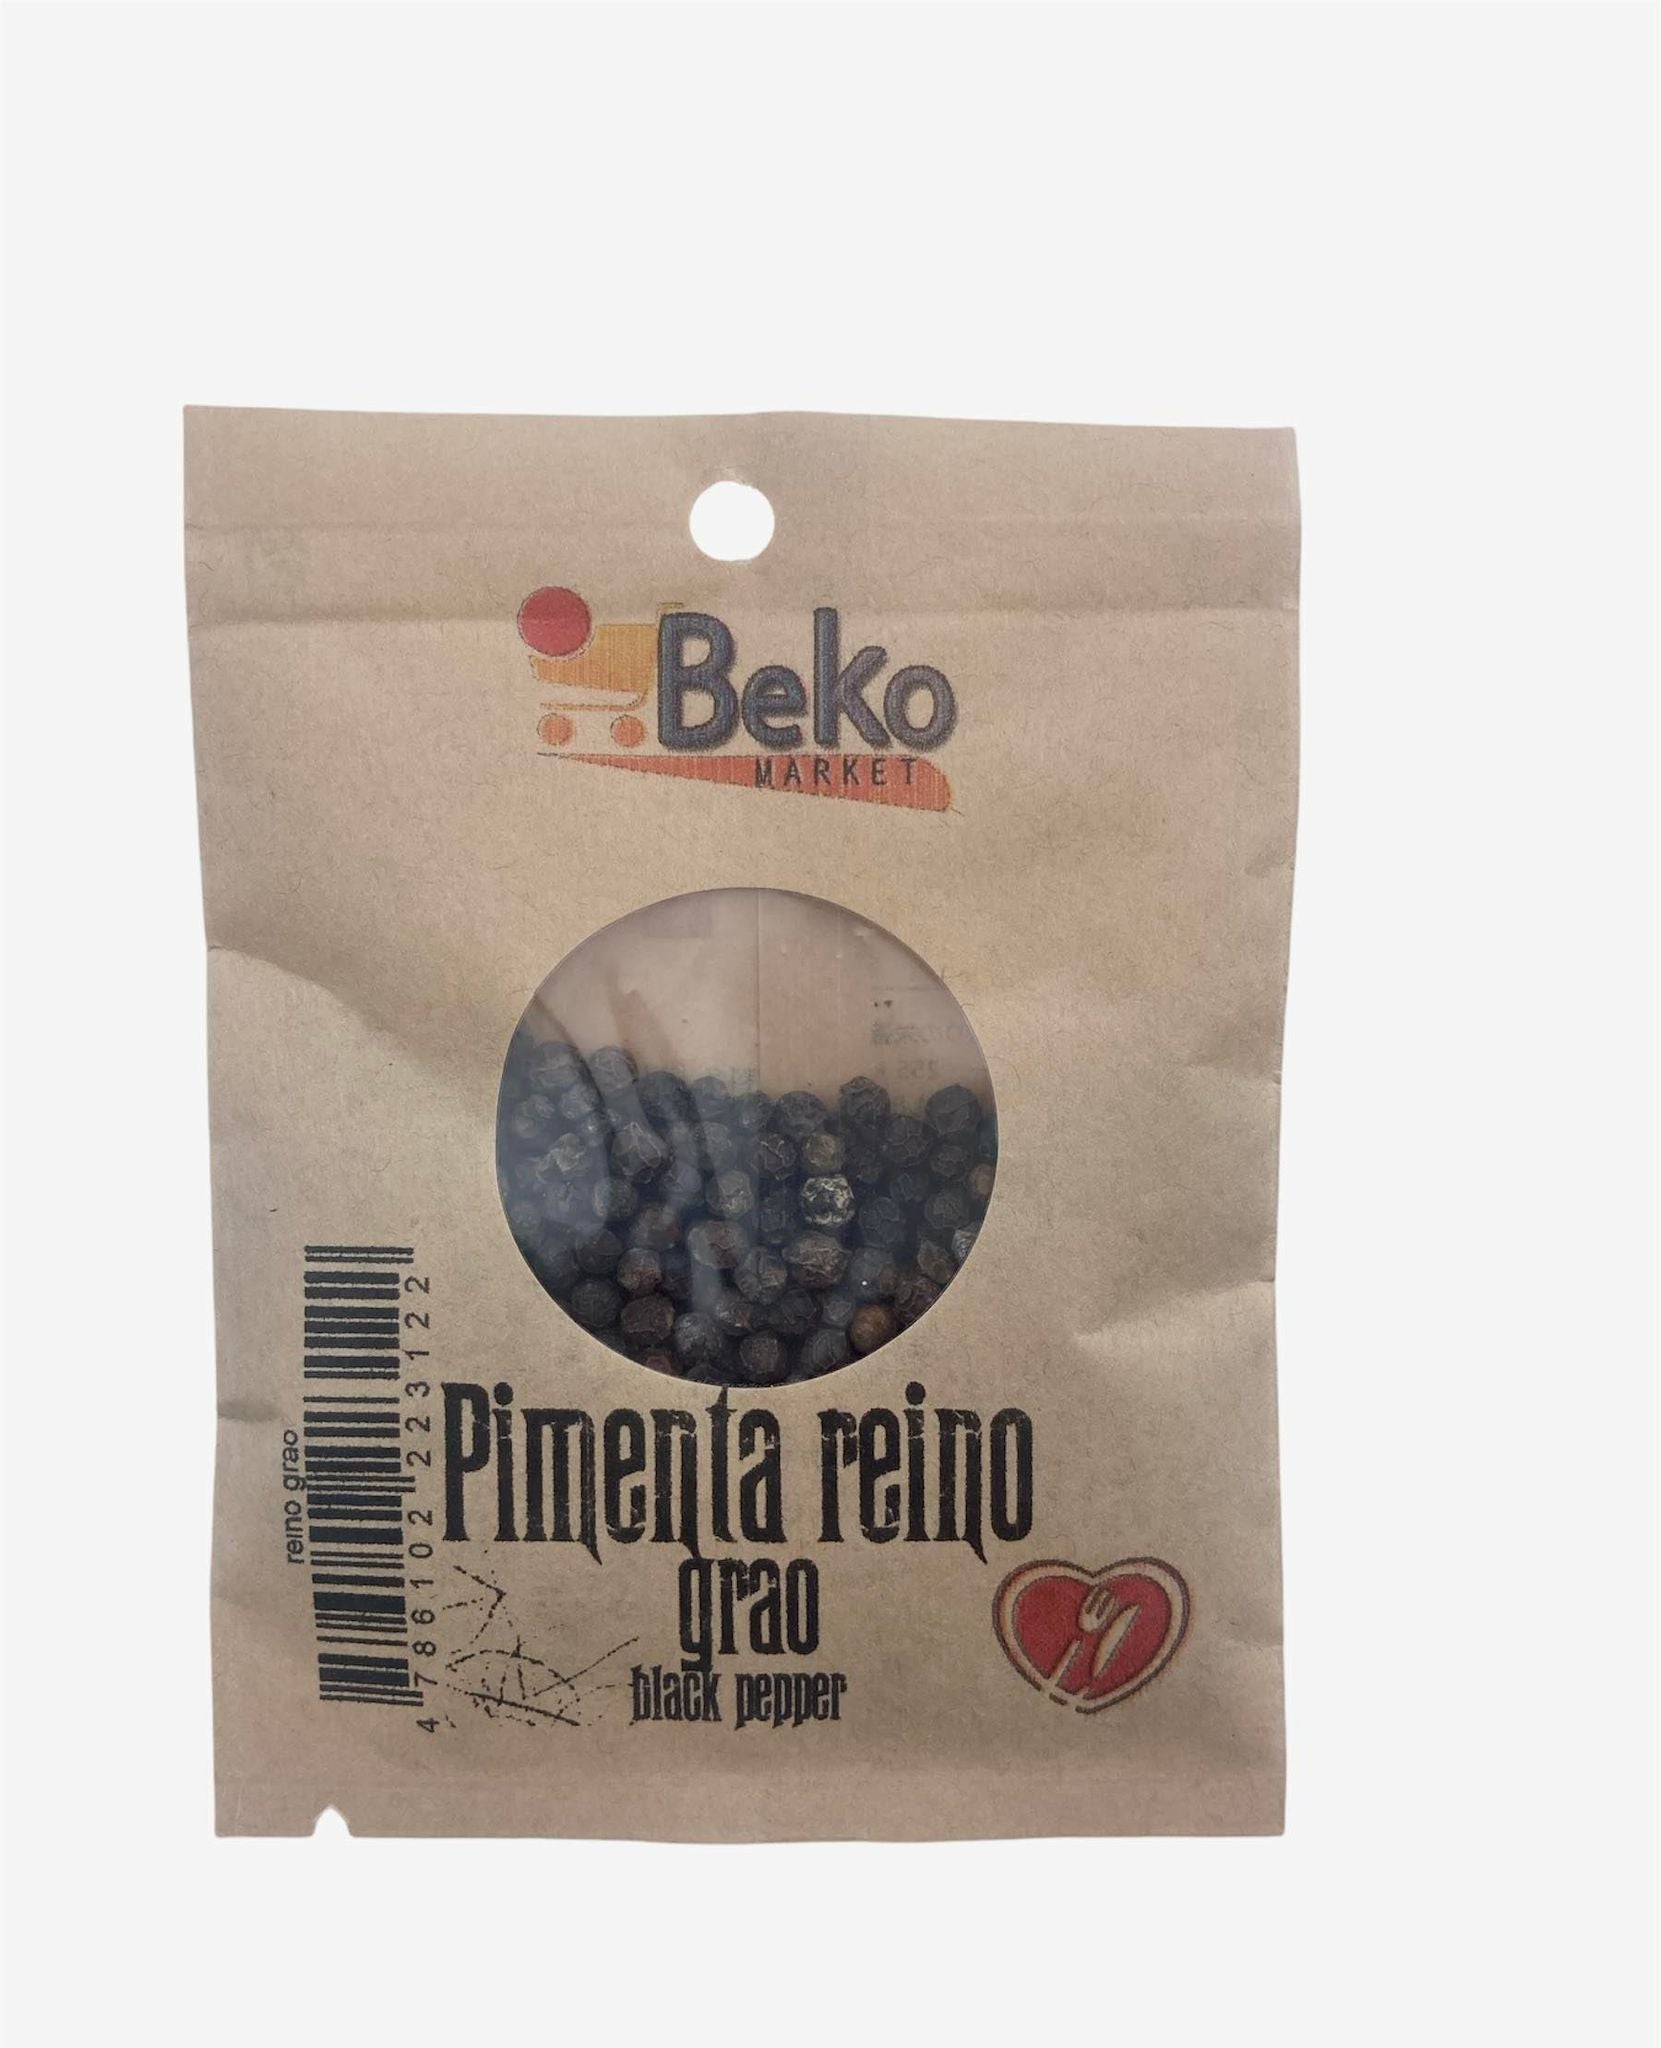 Beko
MARKET
Pimenta reino
grao
black pepper
reino grao
4786102223122